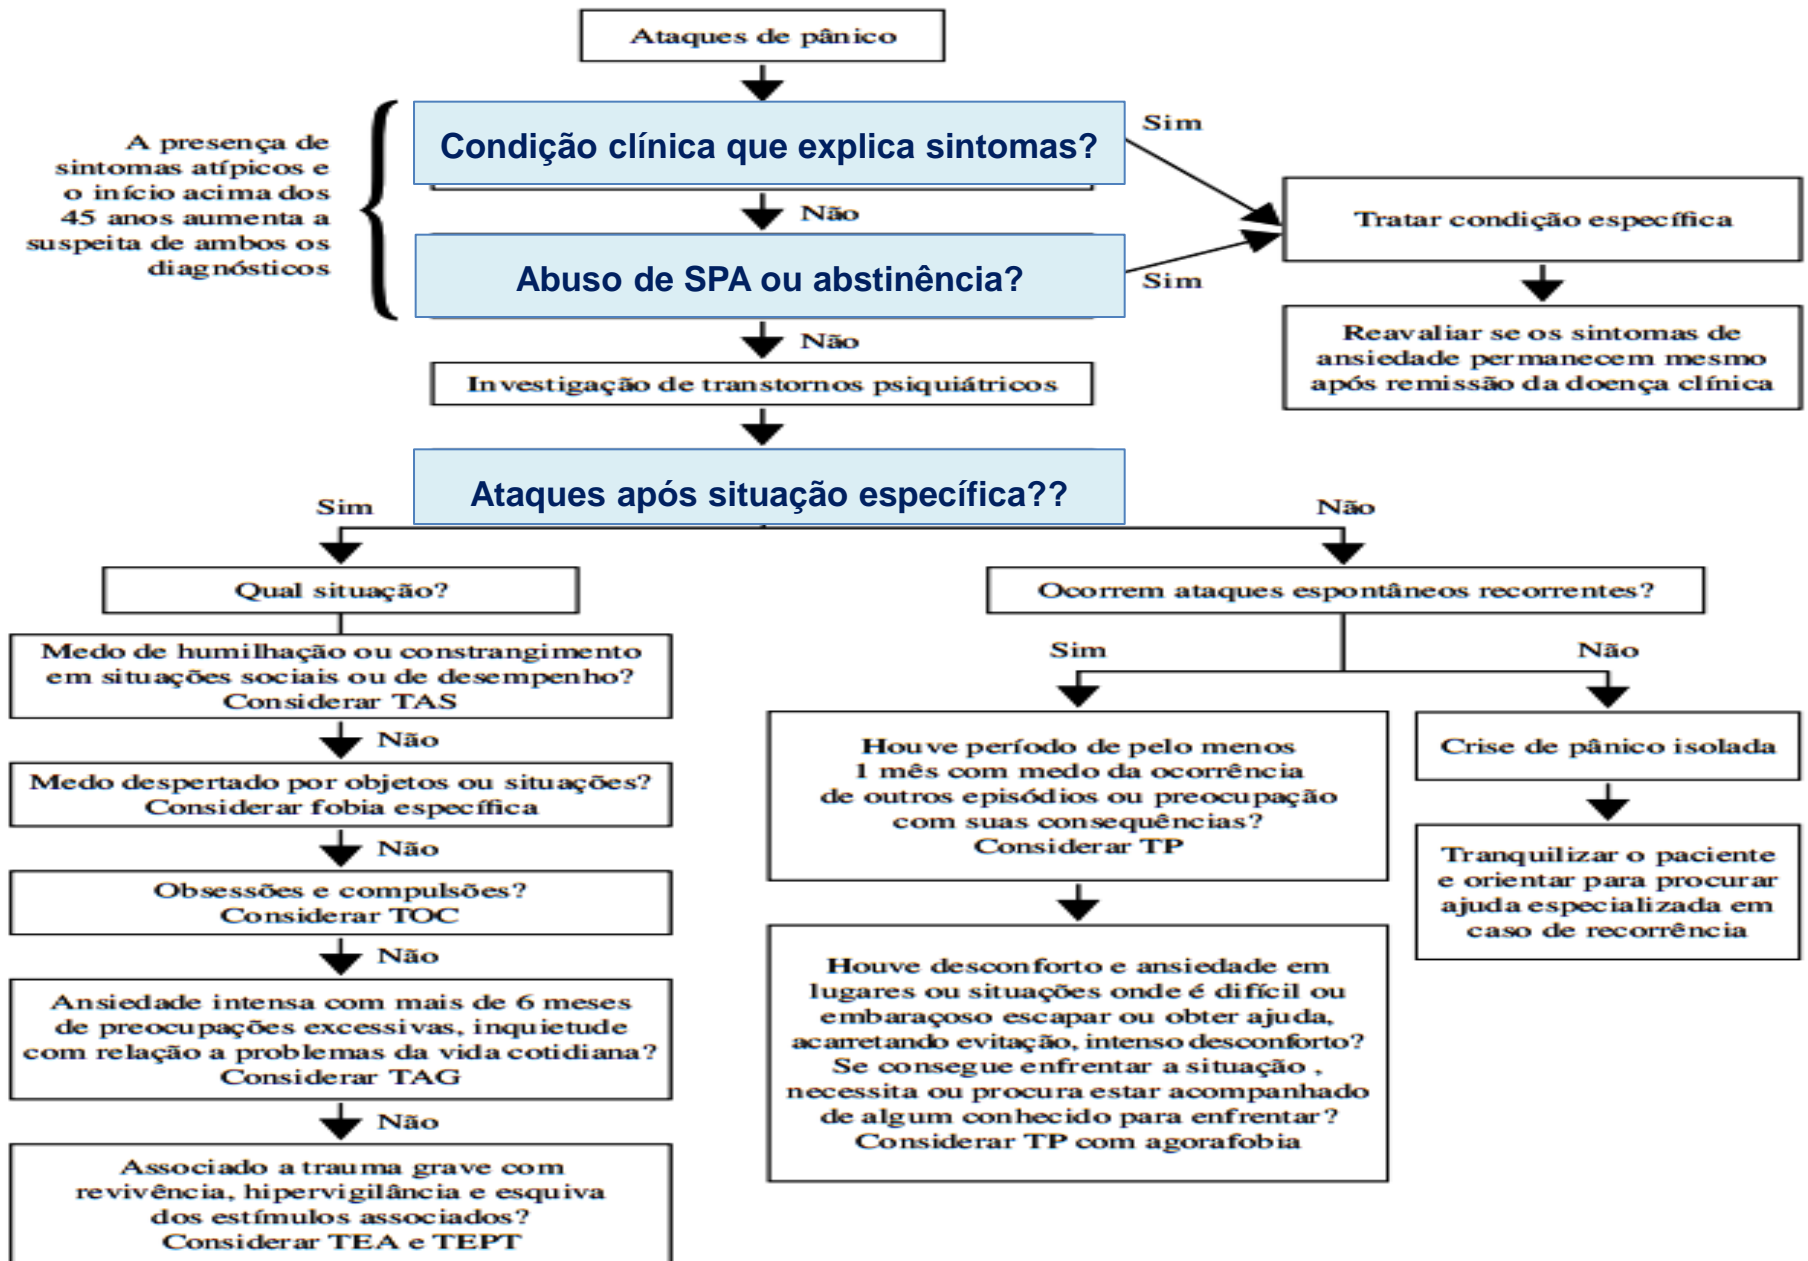 Ataques de pânico
Condição clínica que explica sintomas?
Sim
A presença de
sintomas atípicos e
o início acima dos
45 anos aumenta a
suspeita de ambos os
diagnósticos
Não
Tratar condição específica
Abuso de SPA ou abstinência?
Sim
Não
Reavaliar se os sintomas de
ansiedade permanecem mesmo
após remissão da doença clínica
Investigação de transtornos psiquiátricos
Ataques após situação específica??
Sim
Não
Qual situação?
Medo de humilhação ou constrangimento
em situações sociais ou de desempenho?
Considerar TAS
Não
Medo despertado por objetos ou situações?
Considerar fobia específica
Não
Obsessões e compulsões?
Considerar TOC
Não
Ansiedade intensa com mais de 6 meses
de preocupações excessivas, inquietude
com relação a problemas da vida cotidiana?
Considerar TAG
Não
Associado a trauma grave com
revivência, hipervigilância e esquiva
dos estímulos associados?
Considerar TEA e TEPT
Ocorrem ataques espontâneos recorrentes?
Sim
Não
Houve período de pelo menos
1 mês com medo da ocorrência
de outros episódios ou preocupação
com suas consequências?
Considerar TP
Houve desconforto e ansiedade em
lugares ou situações onde é difícil ou
embaraçoso escapar ou obter ajuda,
acarretando evitação, intenso desconforto?
Se consegue enfrentar a situação ,
necessita ou procura estar acompanhado
de algum conhecido para enfrentar?
Considerar TP com agorafobia
Crise de pânico isolada
Tranquilizar o paciente
e orientar para procurar
ajuda especializada em
caso de recorrência